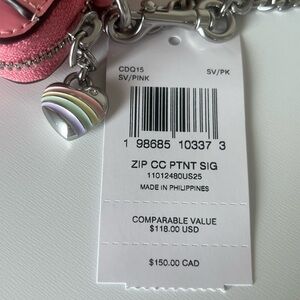 CDQ15 SV/PK
SV/PINK
1 98685 10337 3
ZIP CC PTNT SIG
11012480US25
MADE IN PHILIPPINES
COMPARABLE VALUE
$118.00 USD
$150.00 CAD